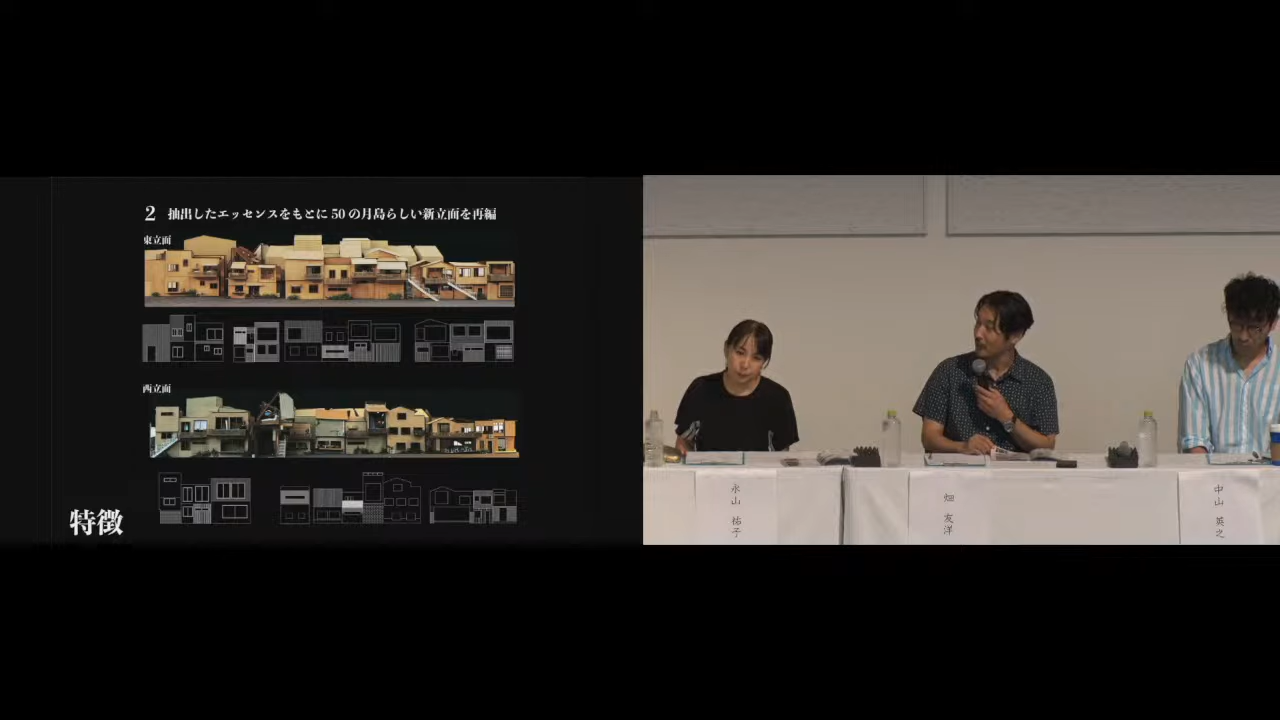 2 抽出したエッセンスをもとに 50 の月島らしい新立面を再編
東立面
西立面
特徴
永山 祐子
畑 友洋
中山 英之